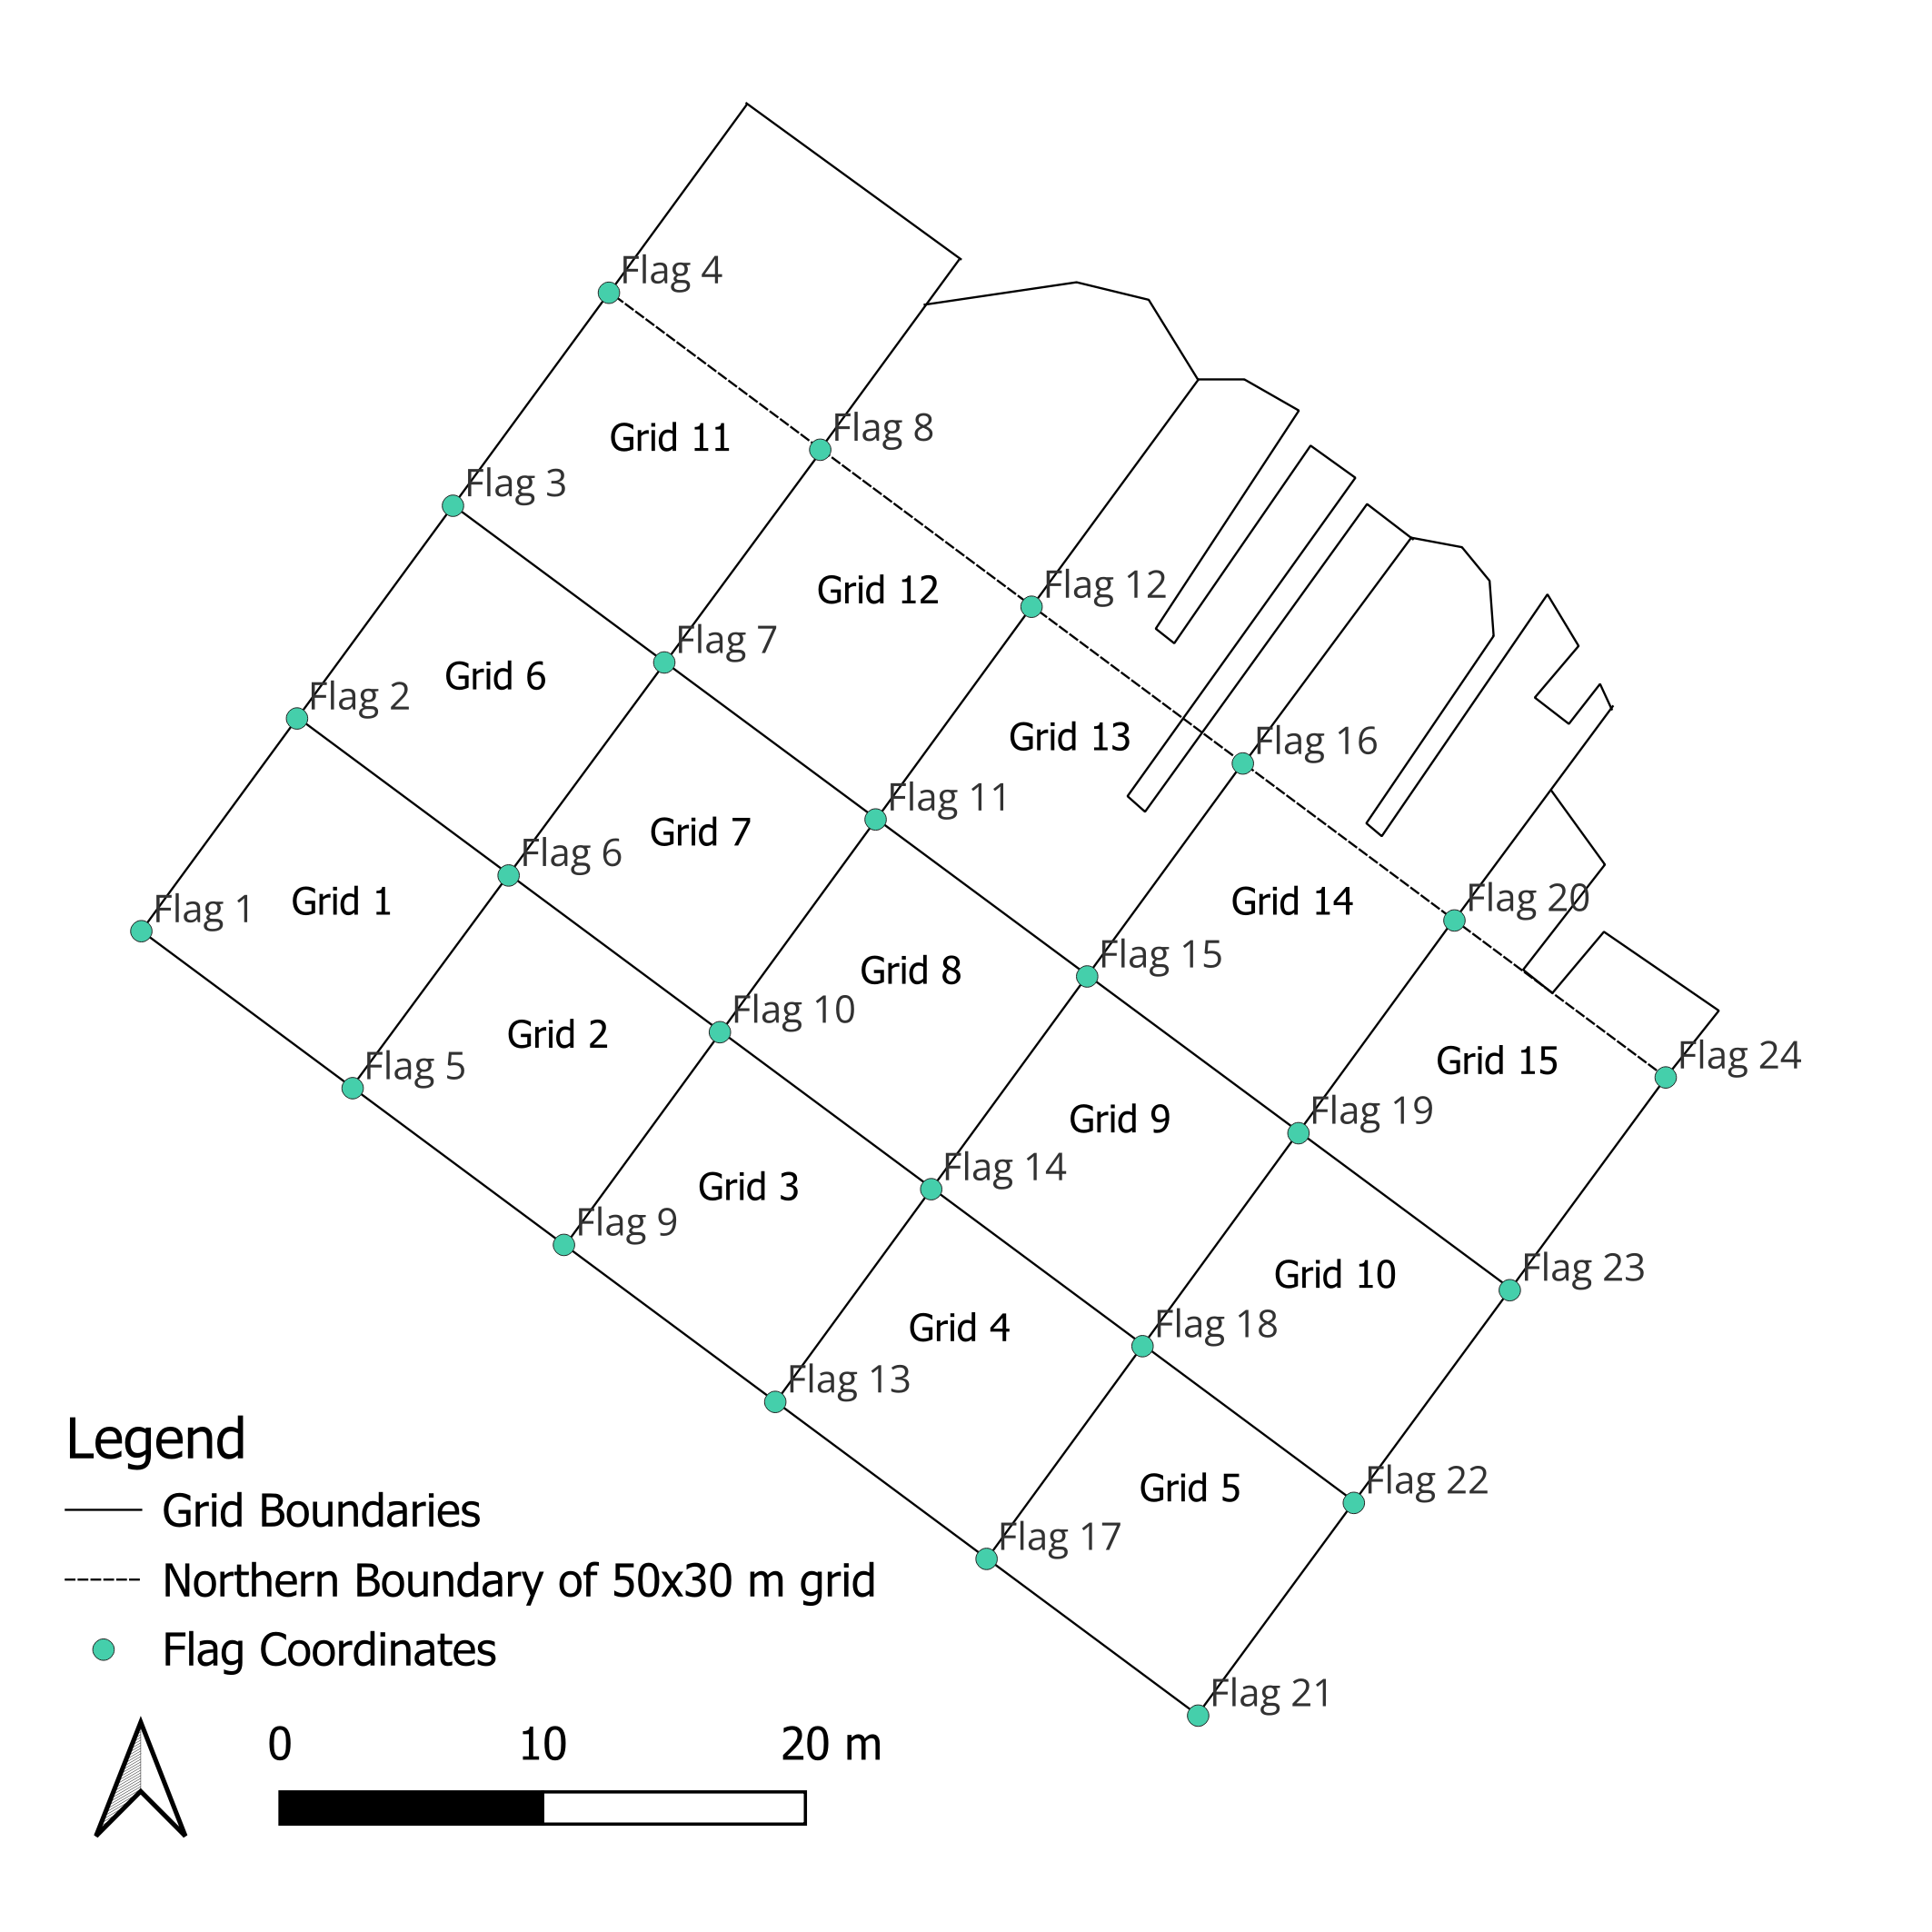 Flag 4
Flag 8
Grid 11
Flag 3
Flag 12
Grid 12
Flag 7
Grid 6
Flag 2
Grid 13
Flag 16
Flag 11
Grid 7
Flag 6
Grid 1
Flag 1
Grid 14
Flag 20
Flag 15
Grid 8
Flag 10
Grid 2
Flag 5
Grid 15
Flag 24
Flag 19
Grid 9
Flag 14
Grid 3
Flag 9
Flag 23
Grid 10
Flag 18
Grid 4
Flag 13
Flag 22
Grid 5
Flag 17
Flag 21
Legend
Grid Boundaries
Northern Boundary of 50x30 m grid
Flag Coordinates
0 10 20 m